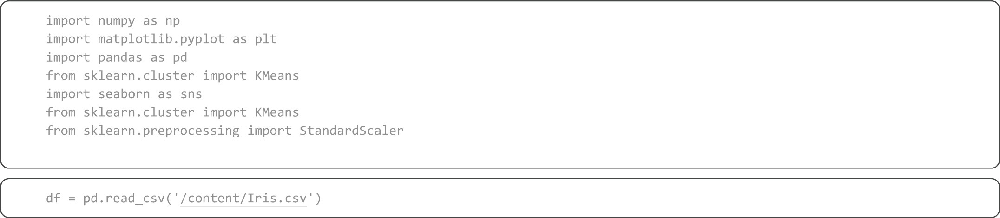 import numpy as np
import matplotlib.pyplot as plt
import pandas as pd
from sklearn.cluster import KMeans
import seaborn as sns
from sklearn.cluster import KMeans
from sklearn.preprocessing import StandardScaler
df = pd.read_csv('/content/Iris.csv')